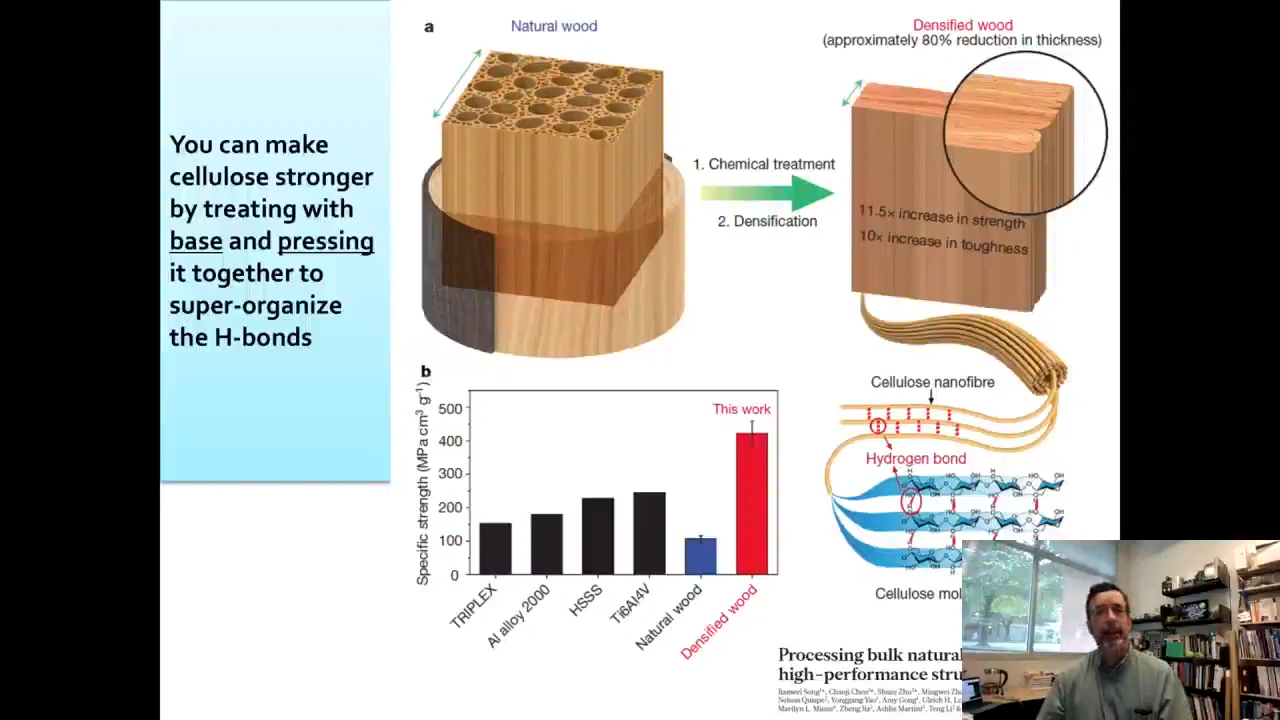 You can make
cellulose stronger
by treating with
base and pressing
it together to
super-organize
the H-bonds
a
Natural wood
Densified wood
(approximately 80% reduction in thickness)
1. Chemical treatment
2. Densification
11.5× increase in strength
10× increase in toughness
Cellulose nanofibre
Hydrogen bond
Cellulose mol
b
Specific strength (MPa cm³ g⁻¹)
500
400
300
200
100
0
This work
TRIPLEX
Al alloy 2000
HSSS
Ti6Al4V
Natural wood
Densified wood
Processing bulk natural
high-performance stru